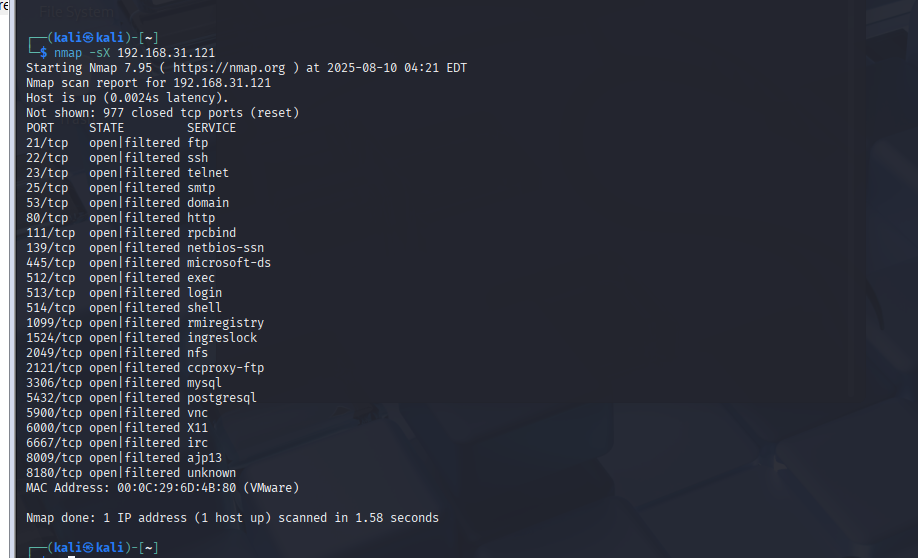 re
File System
┌──(kali㉿kali)-[~]
└─$ nmap -sX 192.168.31.121
Starting Nmap 7.95 ( https://nmap.org ) at 2025-08-10 04:21 EDT
Nmap scan report for 192.168.31.121
Host is up (0.0024s latency).
Not shown: 977 closed tcp ports (reset)
PORT     STATE         SERVICE
21/tcp   open|filtered ftp
22/tcp   open|filtered ssh
23/tcp   open|filtered telnet
25/tcp   open|filtered smtp
53/tcp   open|filtered domain
80/tcp   open|filtered http
111/tcp  open|filtered rpcbind
139/tcp  open|filtered netbios-ssn
445/tcp  open|filtered microsoft-ds
512/tcp  open|filtered exec
513/tcp  open|filtered login
514/tcp  open|filtered shell
1099/tcp open|filtered rmiregistry
1524/tcp open|filtered ingreslock
2049/tcp open|filtered nfs
2121/tcp open|filtered ccproxy-ftp
3306/tcp open|filtered mysql
5432/tcp open|filtered postgresql
5900/tcp open|filtered vnc
6000/tcp open|filtered X11
6667/tcp open|filtered irc
8009/tcp open|filtered ajp13
8180/tcp open|filtered unknown
MAC Address: 00:0C:29:6D:4B:80 (VMware)
Nmap done: 1 IP address (1 host up) scanned in 1.58 seconds
┌──(kali㉿kali)-[~]